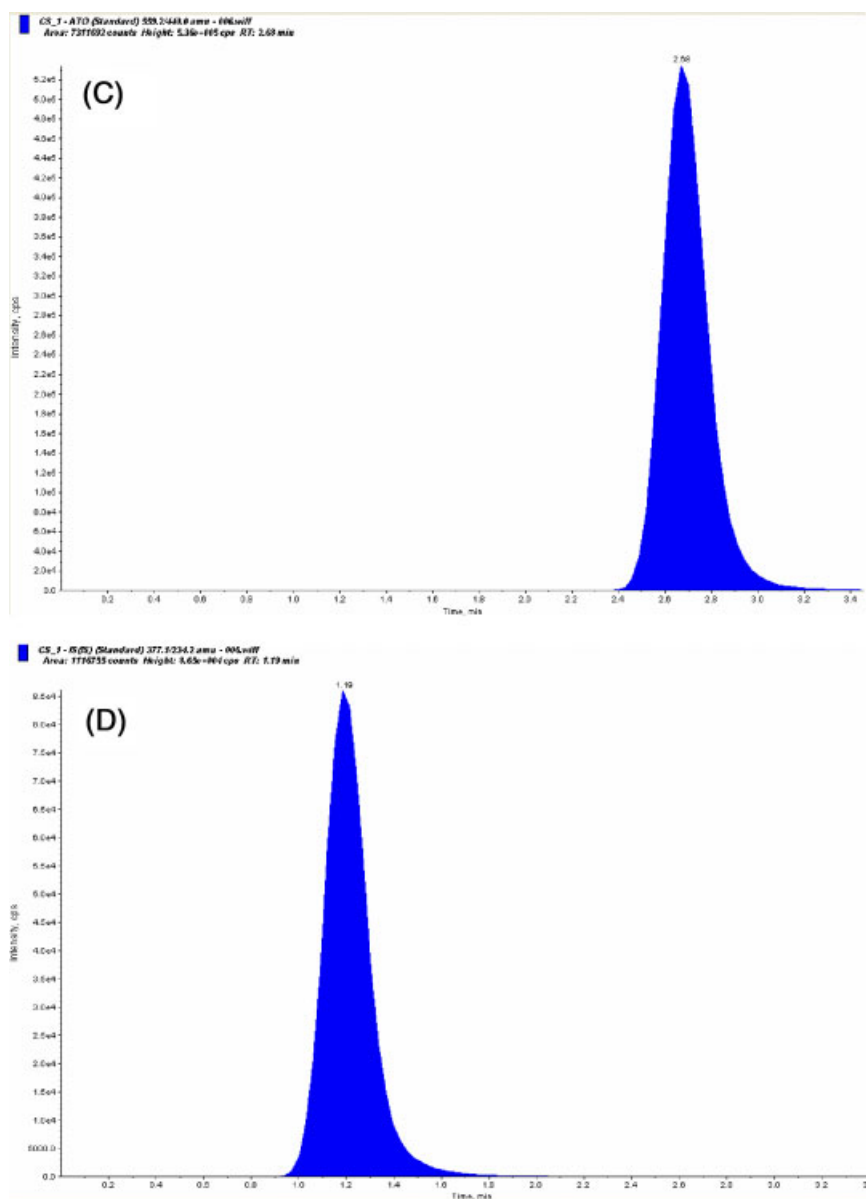 CS_1 - ATO (Standard) 559.2/440.0 amu - 006.wiff
Area: 7311692 counts Height: 5.36e+005 cps RT: 2.68 min
2.68
(C)
5.2e5
5.0e5
4.8e5
4.6e5
4.4e5
4.2e5
4.0e5
3.8e5
3.6e5
3.4e5
3.2e5
3.0e5
2.8e5
2.6e5
2.4e5
2.2e5
2.0e5
1.8e5
1.6e5
1.4e5
1.2e5
1.0e5
8.0e4
6.0e4
4.0e4
2.0e4
0.0
Intensity, cps
0.2 0.4 0.6 0.8 1.0 1.2 1.4 1.6 1.8 2.0 2.2 2.4 2.6 2.8 3.0 3.2 3.4
Time, min
CS_1 - IS(IS) (Standard) 377.1/234.2 amu - 006.wiff
Area: 1116755 counts Height: 8.65e+004 cps RT: 1.19 min
1.19
(D)
8.5e4
8.0e4
7.5e4
7.0e4
6.5e4
6.0e4
5.5e4
5.0e4
4.5e4
4.0e4
3.5e4
3.0e4
2.5e4
2.0e4
1.5e4
1.0e4
5000.0
0.0
Intensity, cps
0.2 0.4 0.6 0.8 1.0 1.2 1.4 1.6 1.8 2.0 2.2 2.4 2.6 2.8 3.0 3.2
Time, min